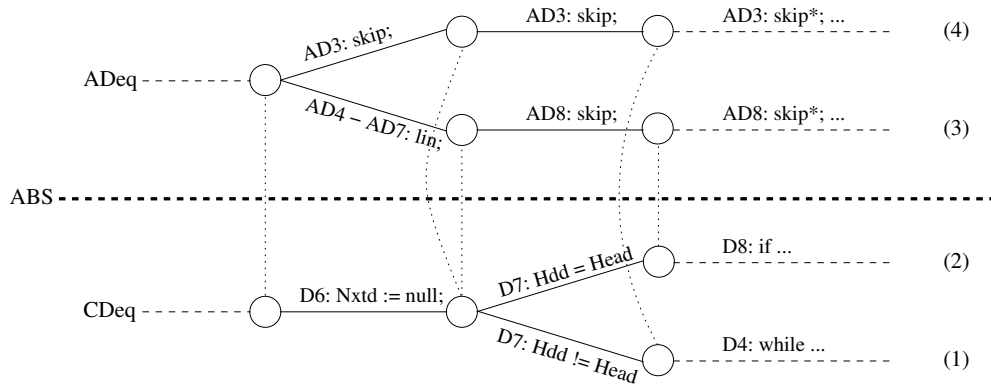 AD3: skip; AD3: skip; AD3: skip*; ... (4)
ADeq
AD4 – AD7: lin; AD8: skip; AD8: skip*; ... (3)
ABS
D7: Hdd = Head D8: if ... (2)
CDeq D6: Nxtd := null;
D7: Hdd != Head D4: while ... (1)